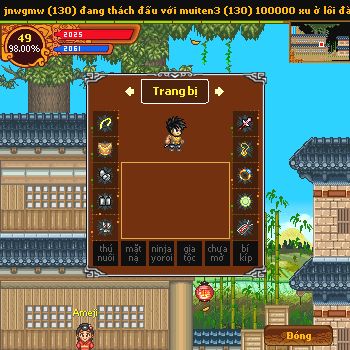 jnwgmw (130) đang thách đấu với muiten3 (130) 100000 xu ở lôi đà
49
98.00%
2025
2061
Trang bị
thú nuôi
mặt nạ
ninja yoroi
gia tộc
chưa mở
bí kíp
Ameji
Đóng